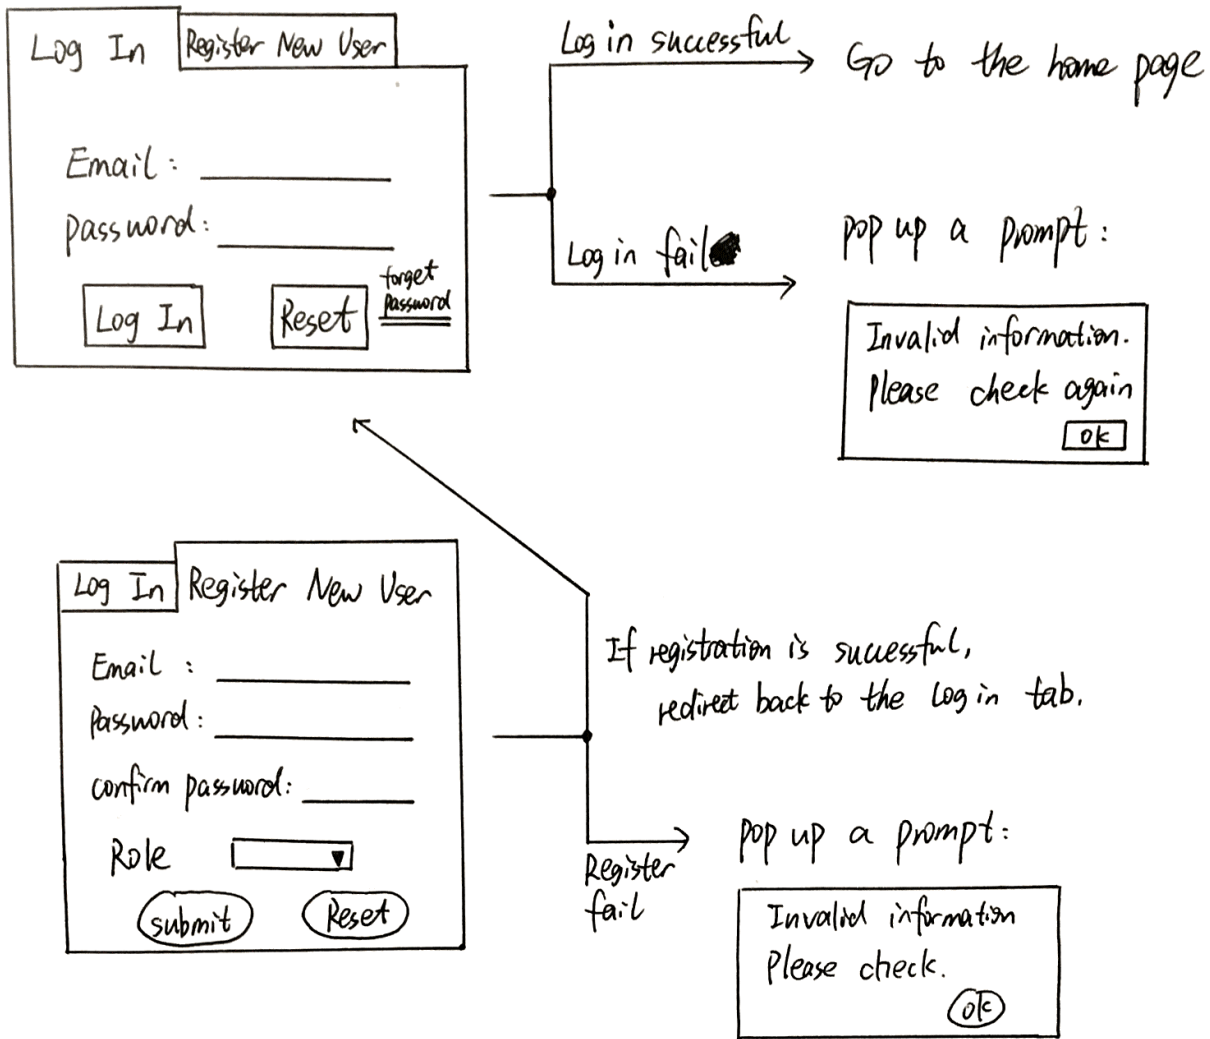 Log In
Register New User
Email :
Password:
Log In
Reset
forget
password
Log in successful
Go to the home page
Log in fail
pop up a prompt:
Invalid information.
Please check again
ok
Log In
Register New User
Email :
Password:
confirm password:
Role
submit
Reset
If registration is successful,
redirect back to the Log in tab.
Register
fail
pop up a prompt:
Invalid information
Please check.
ok